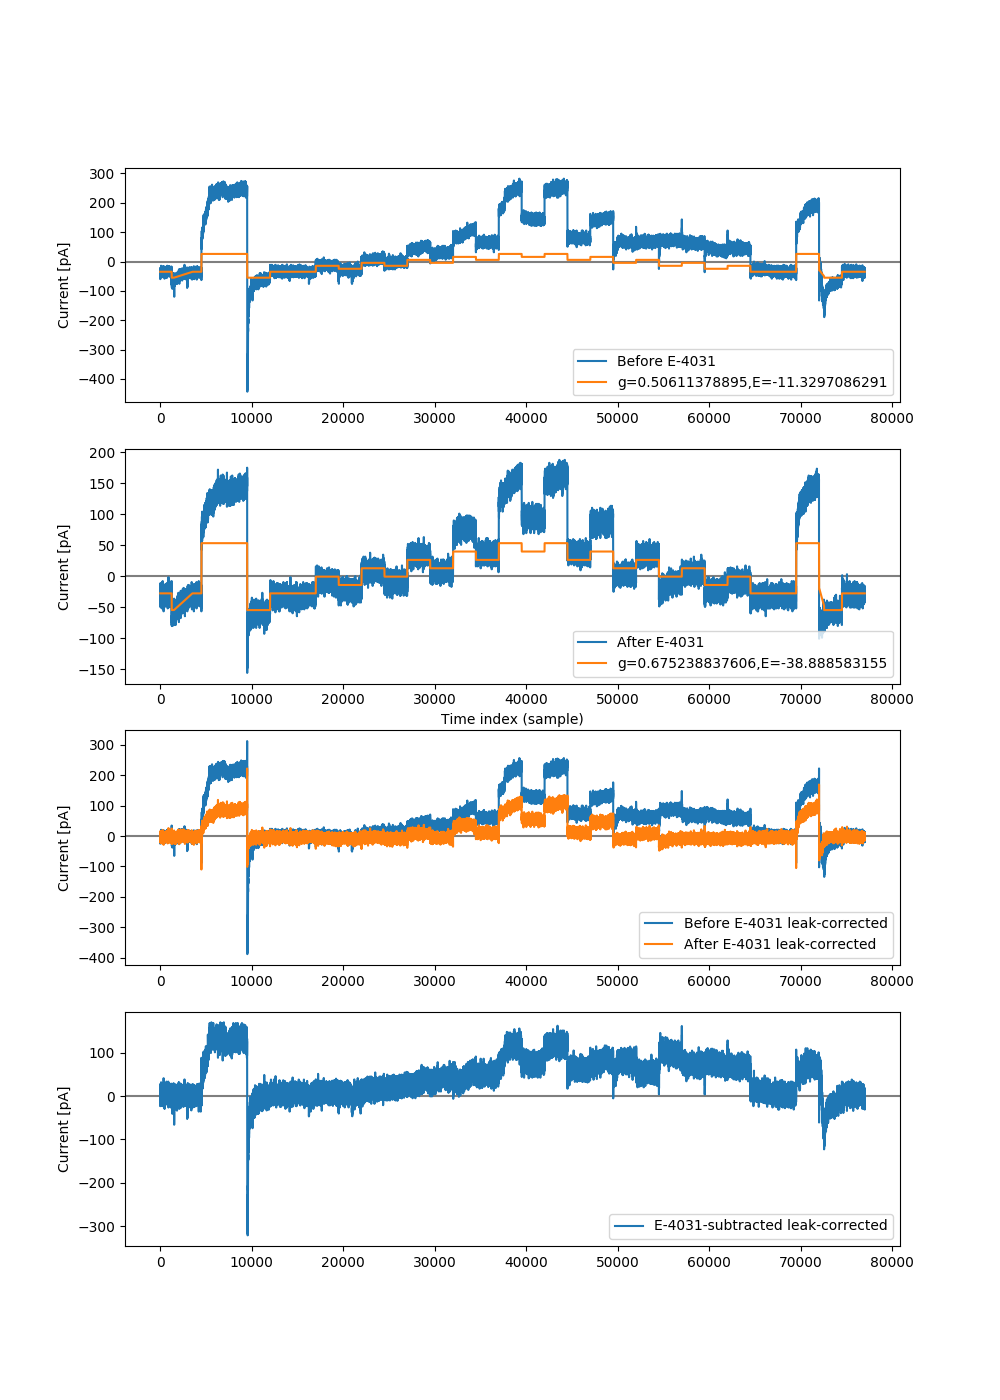 300
200
100
0
−100
−200
−300
−400
Current [pA]
Before E-4031
g=0.50611378895,E=-11.3297086291
0 10000 20000 30000 40000 50000 60000 70000 80000
200
150
100
50
0
−50
−100
−150
Current [pA]
After E-4031
g=0.675238837606,E=-38.888583155
0 10000 20000 30000 40000 50000 60000 70000 80000
Time index (sample)
300
200
100
0
−100
−200
−300
−400
Current [pA]
Before E-4031 leak-corrected
After E-4031 leak-corrected
0 10000 20000 30000 40000 50000 60000 70000 80000
100
0
−100
−200
−300
Current [pA]
E-4031-subtracted leak-corrected
0 10000 20000 30000 40000 50000 60000 70000 80000